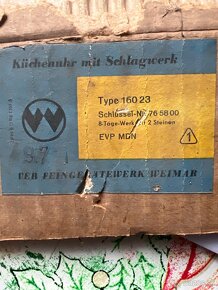 Küchenuhr mit Schlagwerk
Type 160 23
Schlüssel-Nr. 76 58 00
8-Tage-Werk mit 2 Steinen
EVP MDN
1
VEB FEINGERÄTEWERK WEIMAR